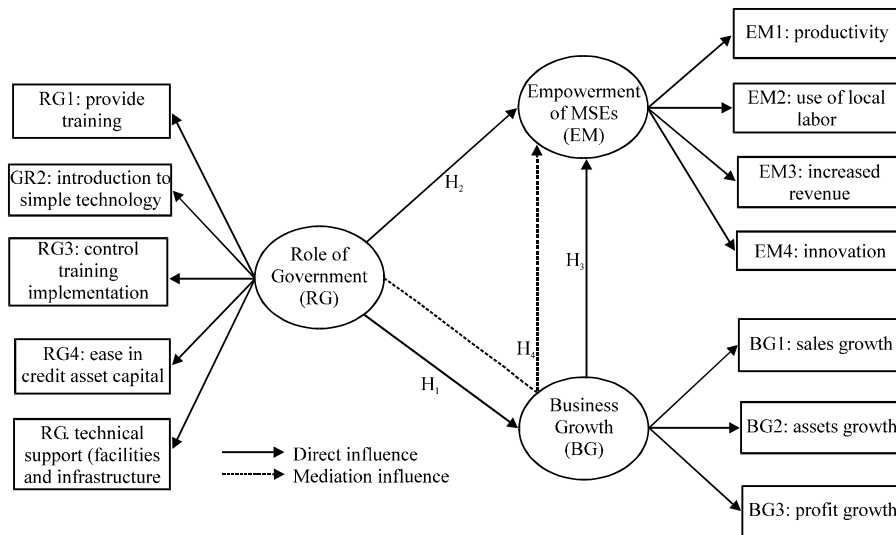 RG1: provide
training
GR2: introduction to
simple technology
RG3: control
training
implementation
RG4: ease in
credit asset capital
RG. technical
support (facilities
and infrastructure
Role of
Government
(RG)
H₂
H₁
H₃
H₄
Empowerment
of MSEs
(EM)
Business
Growth
(BG)
EM1: productivity
EM2: use of local
labor
EM3: increased
revenue
EM4: innovation
BG1: sales growth
BG2: assets growth
BG3: profit growth
Direct influence
Mediation influence